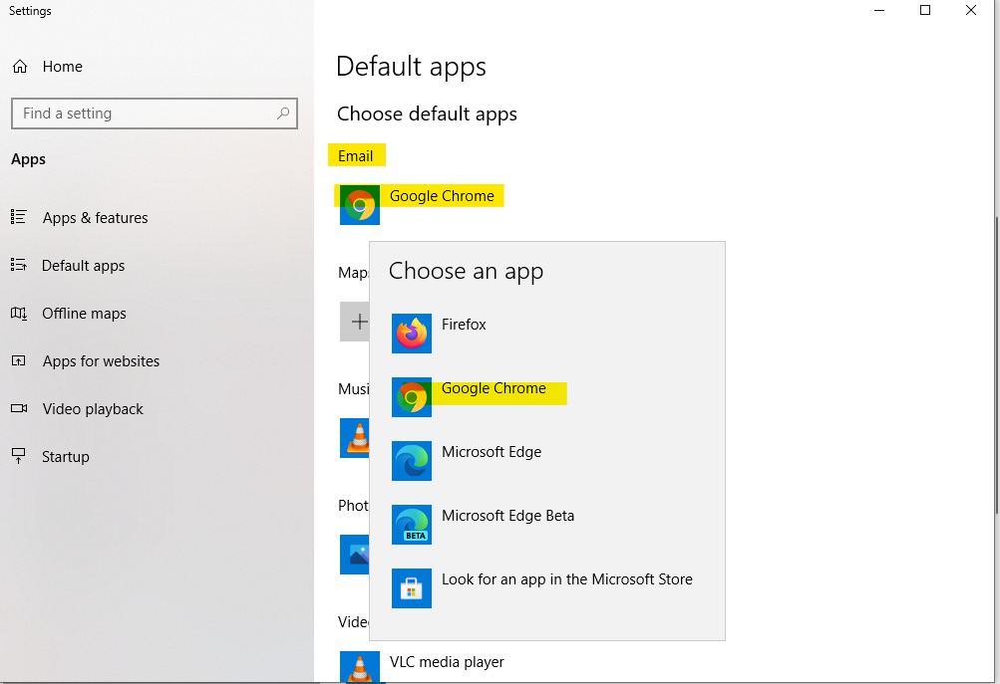 Settings
Home
Find a setting
Apps
Apps & features
Default apps
Offline maps
Apps for websites
Video playback
Startup
Default apps
Choose default apps
Email
Google Chrome
Maps
Choose an app
Firefox
Google Chrome
Microsoft Edge
BETA
Microsoft Edge Beta
Look for an app in the Microsoft Store
Musi
Phot
Vide
VLC media player